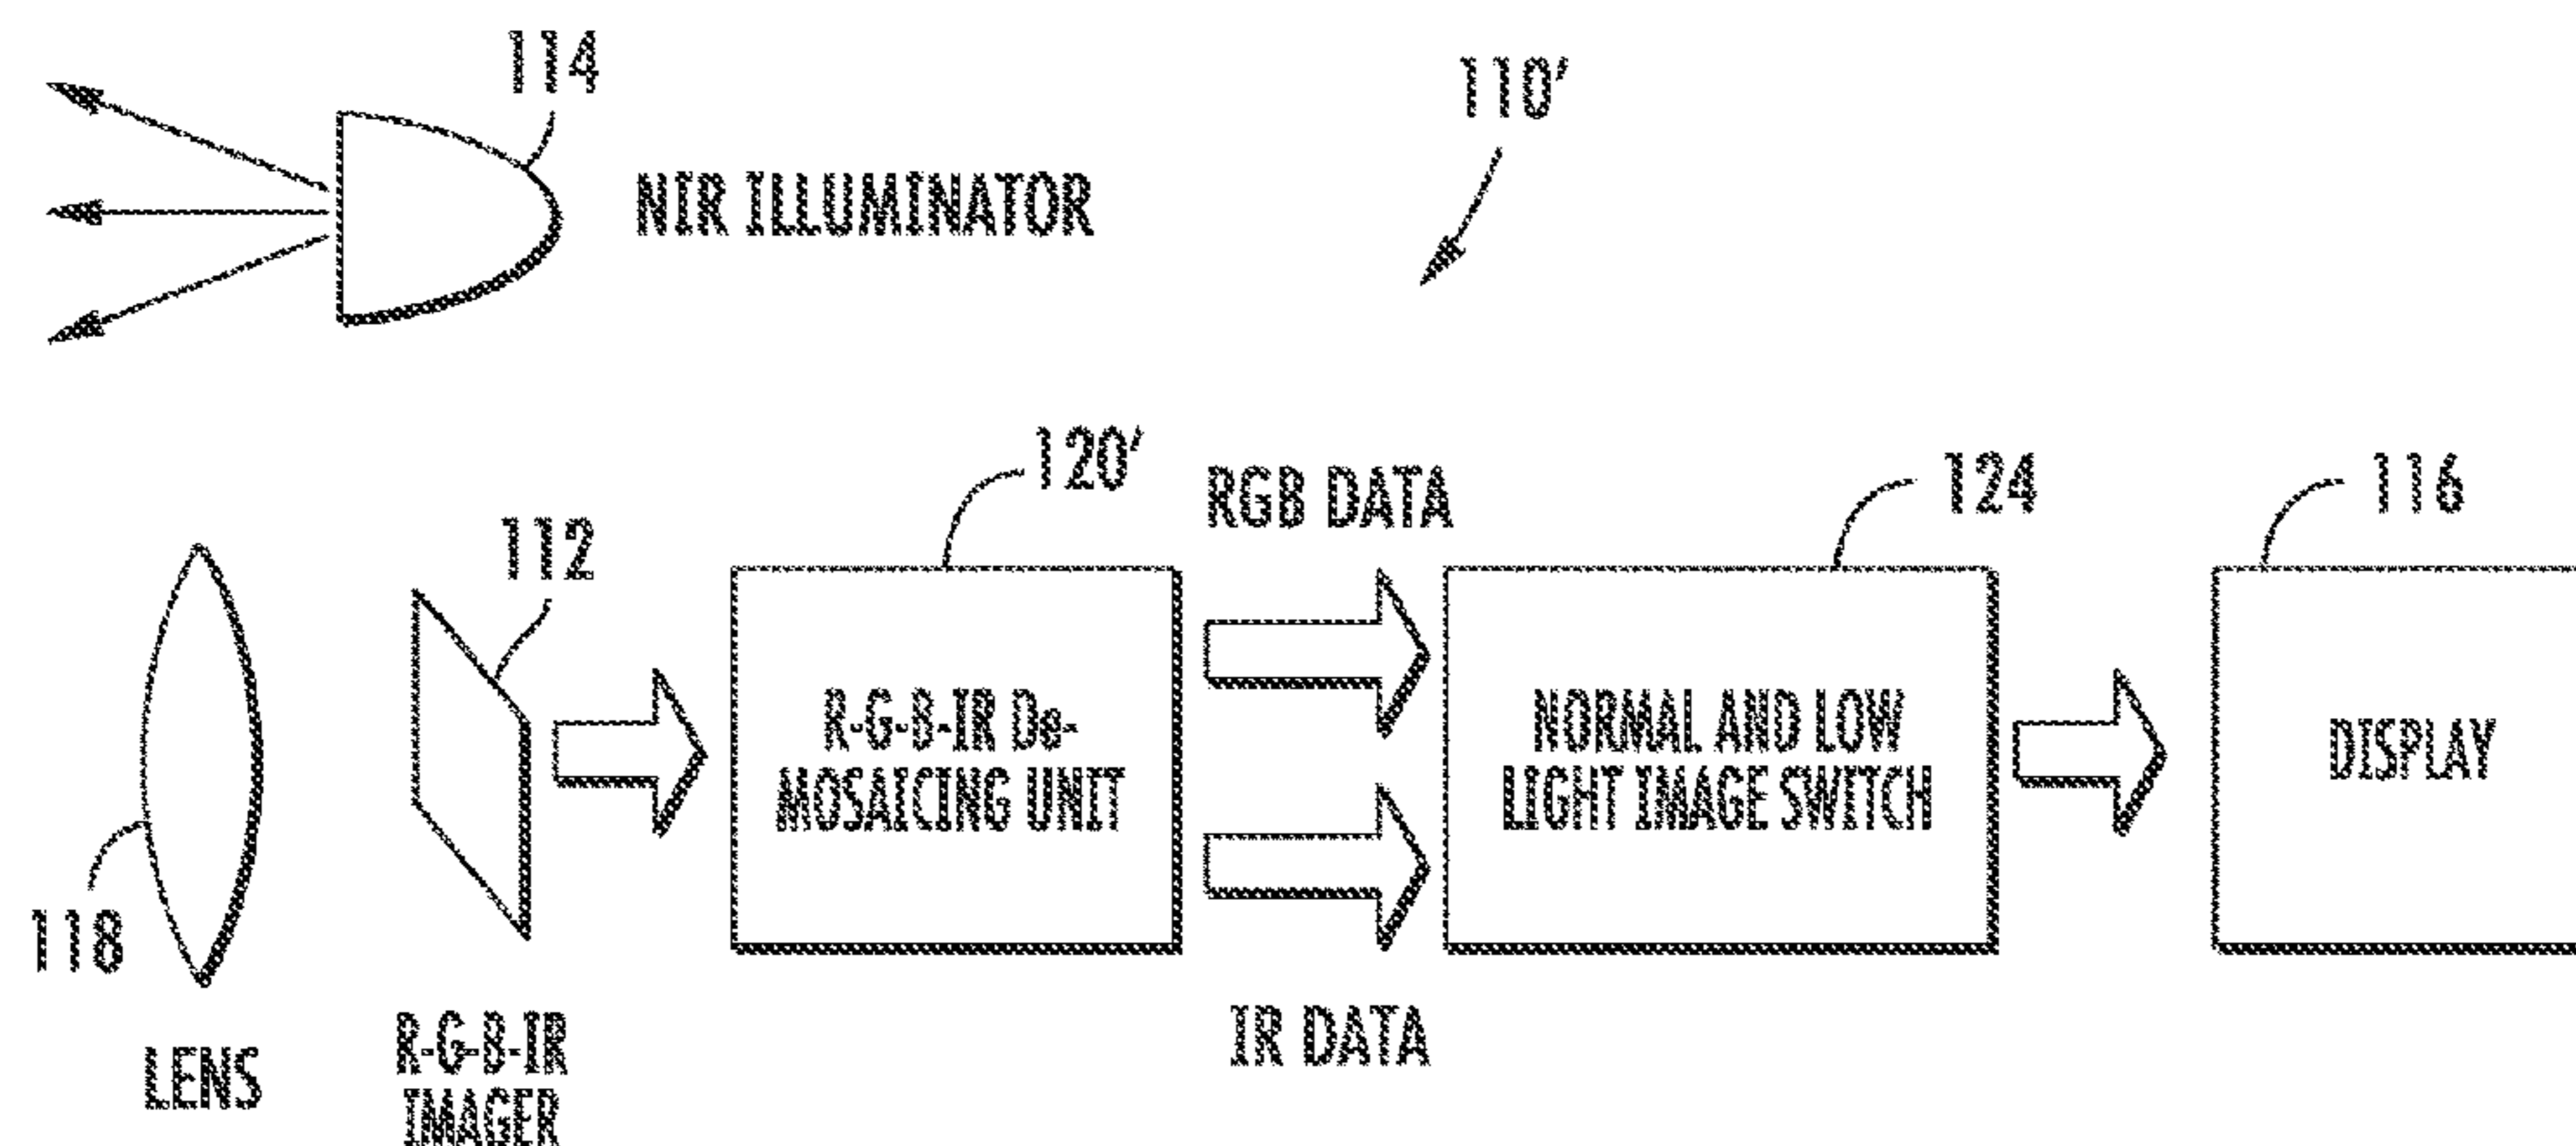 114
110'
NIR ILLUMINATOR
120'
RGB DATA
124
116
112
R-G-B-IR De-
MOSAICING UNIT
NORMAL AND LOW
LIGHT IMAGE SWITCH
DISPLAY
118
LENS
R-G-B-IR
IMAGER
IR DATA